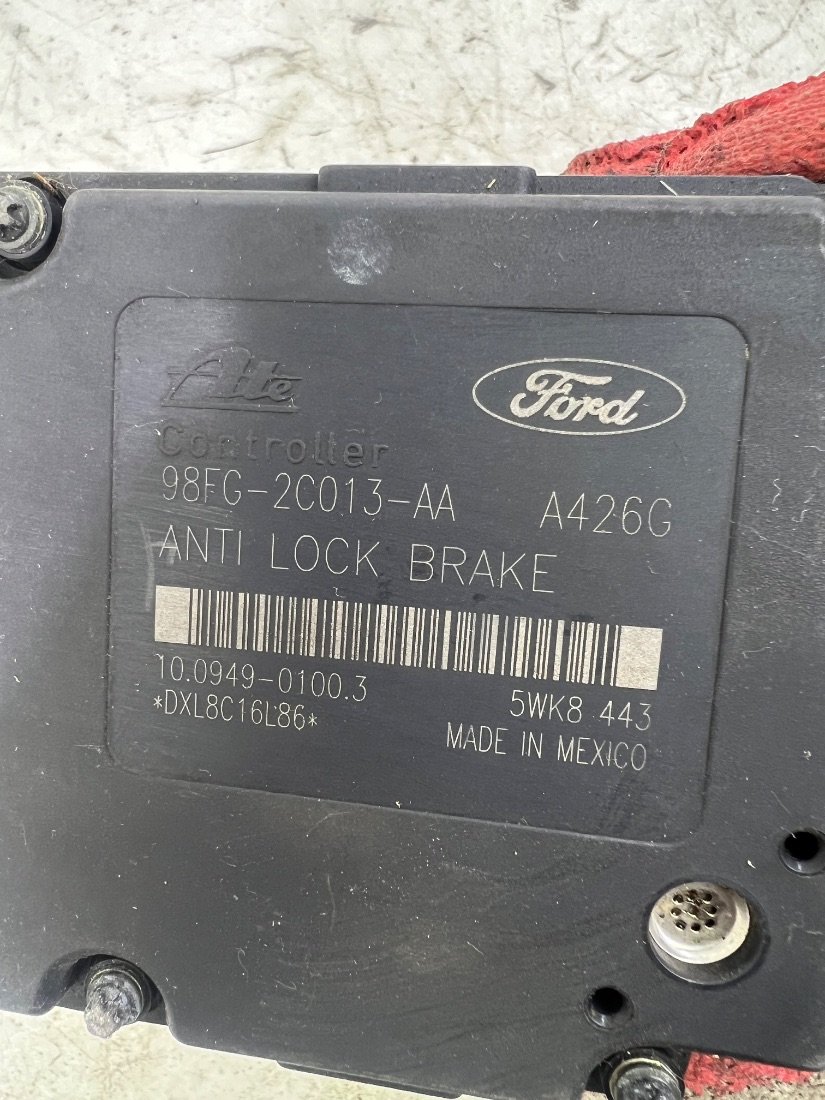 Ate
Ford
Controller
98FG-2C013-AA A426G
ANTI LOCK BRAKE
10.0949-0100.3 5WK8 443
*DXL8C16L86* MADE IN MEXICO